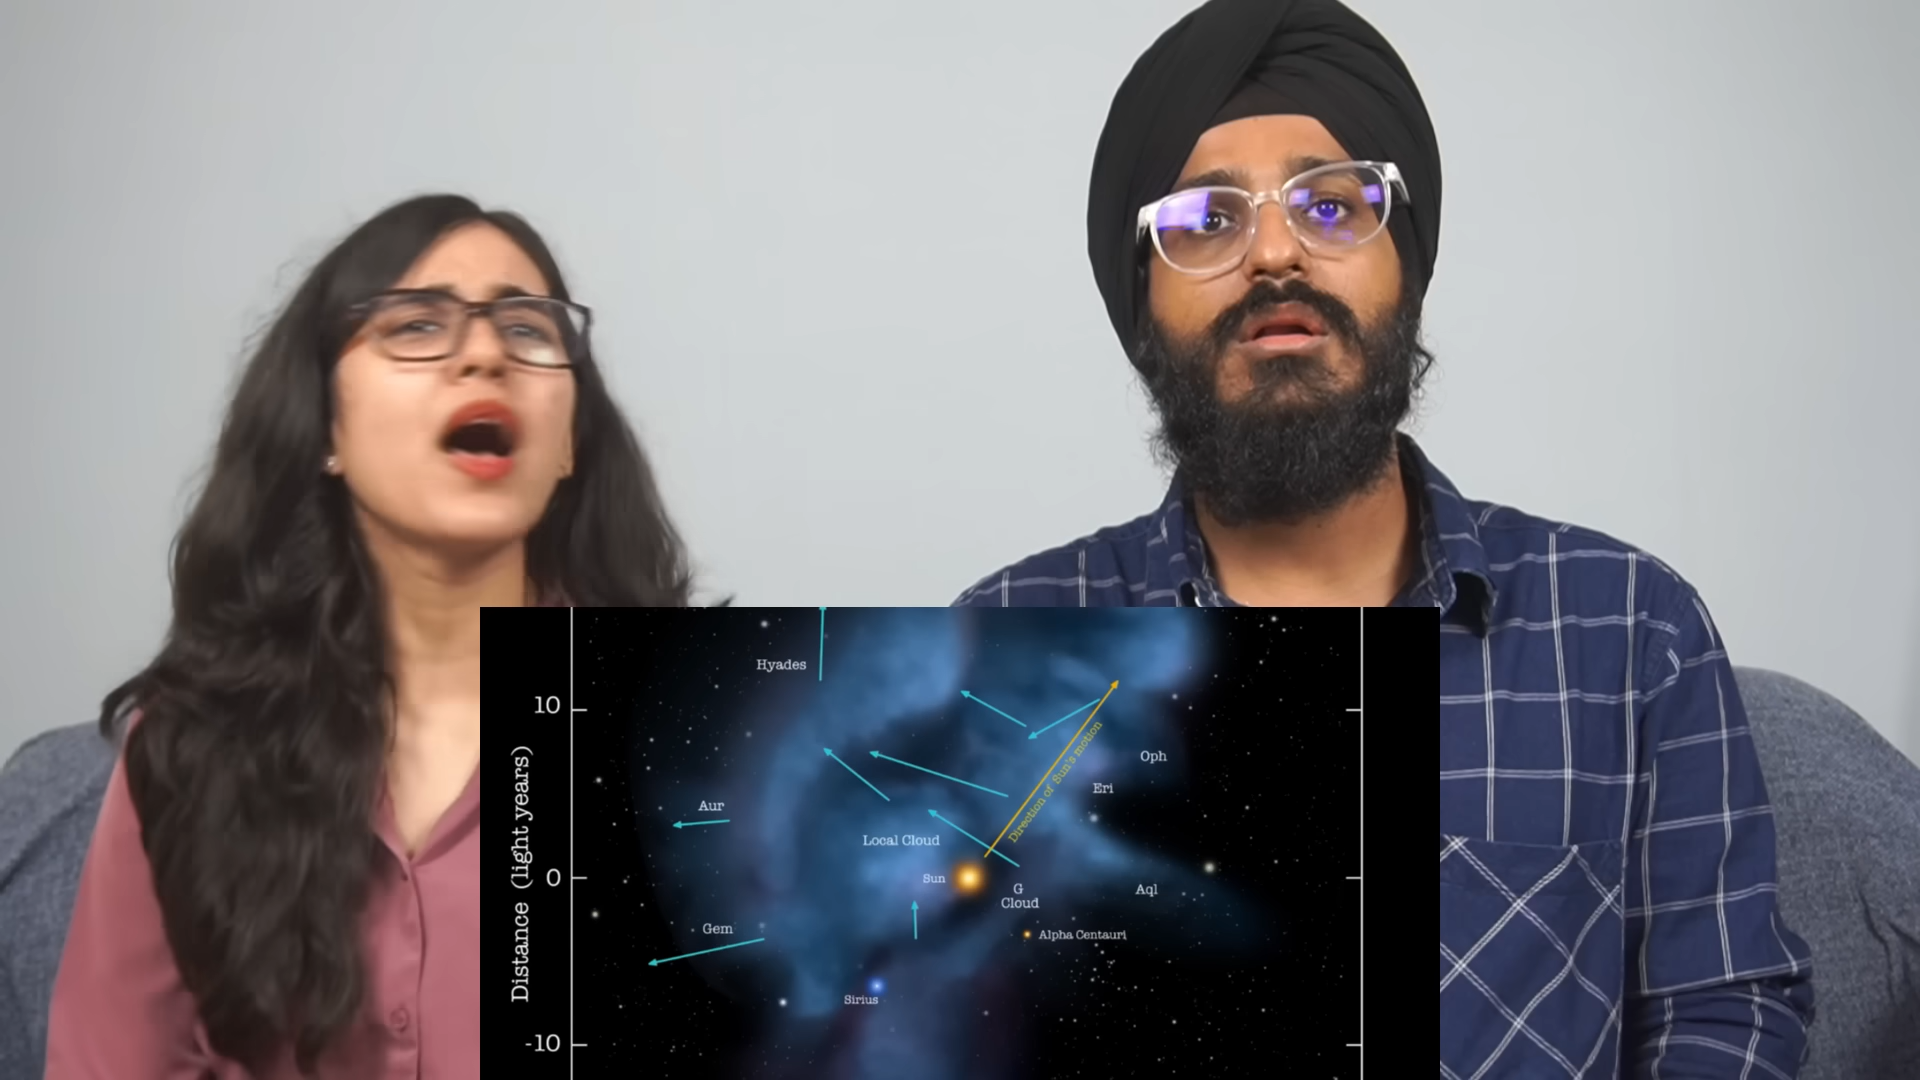 Hyades
10
Oph
Direction of Sun's motion
Eri
Aur
Local Cloud
Distance (light years)
0
Sun
G
Cloud
Aql
Gem
Alpha Centauri
Sirius
-10